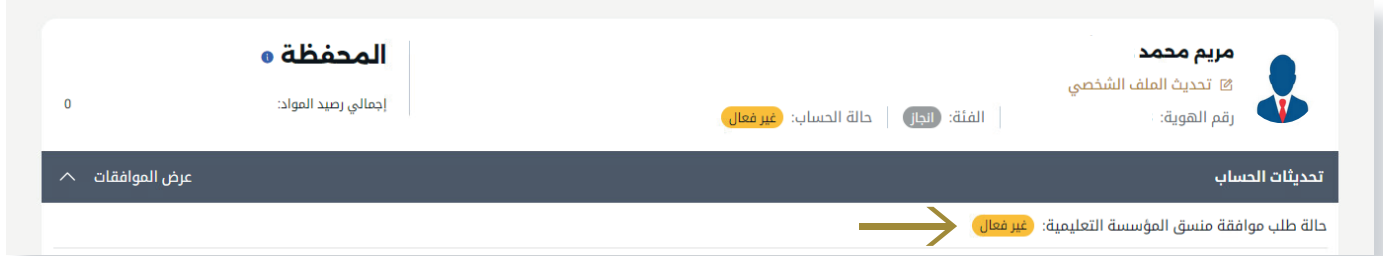 مريم محمد
تحديث الملف الشخصي
رقم الهوية:
الفئة: انجاز
حالة الحساب: غير فعال
المحفظة
إجمالي رصيد المواد: 0
تحديثات الحساب
عرض الموافقات
حالة طلب موافقة منسق المؤسسة التعليمية: غير فعال